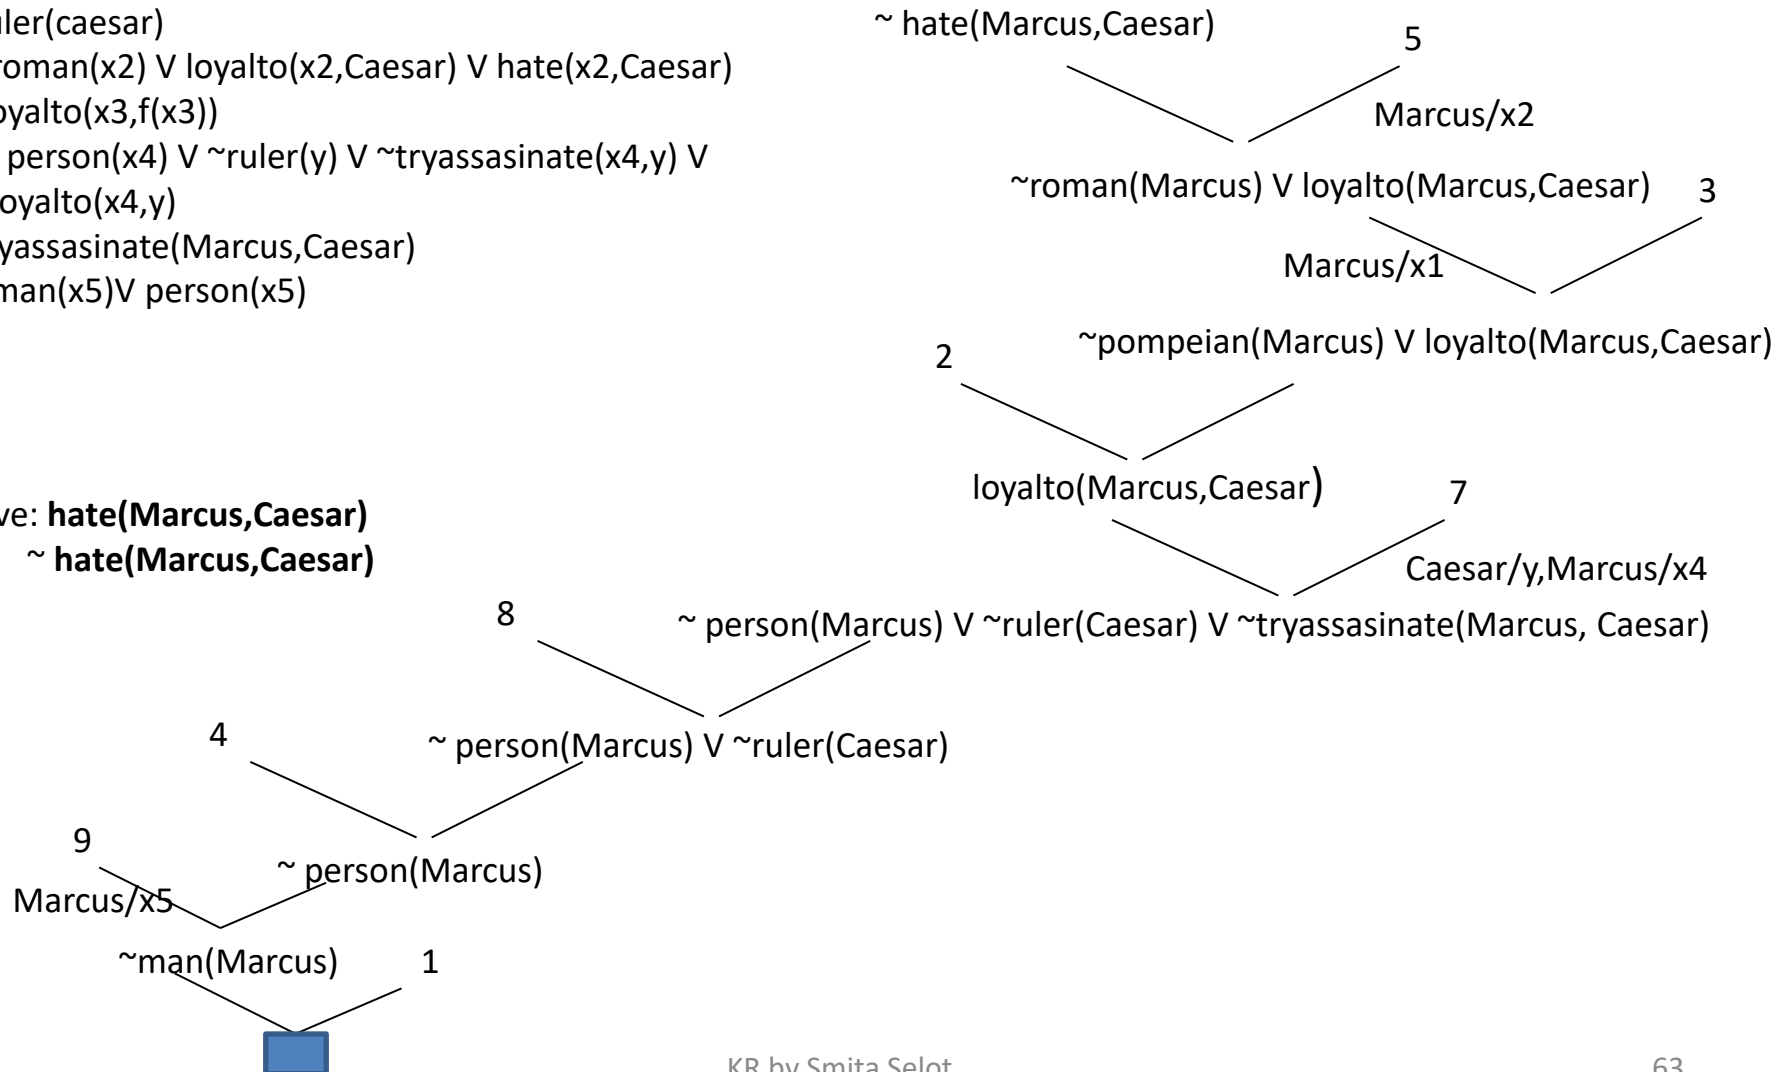 ler(caesar)
roman(x2) V loyalto(x2,Caesar) V hate(x2,Caesar)
oyalto(x3,f(x3))
person(x4) V ~ruler(y) V ~tryassasinate(x4,y) V
oyalto(x4,y)
yassasinate(Marcus,Caesar)
man(x5)V person(x5)
ve: hate(Marcus,Caesar)
~ hate(Marcus,Caesar)
~ hate(Marcus,Caesar)
5
Marcus/x2
~roman(Marcus) V loyalto(Marcus,Caesar)
3
Marcus/x1
~pompeian(Marcus) V loyalto(Marcus,Caesar)
2
loyalto(Marcus,Caesar)
7
Caesar/y,Marcus/x4
8
~ person(Marcus) V ~ruler(Caesar) V ~tryassasinate(Marcus, Caesar)
4
~ person(Marcus) V ~ruler(Caesar)
9
~ person(Marcus)
Marcus/x5
~man(Marcus)
1
KR by Smita Selot
63